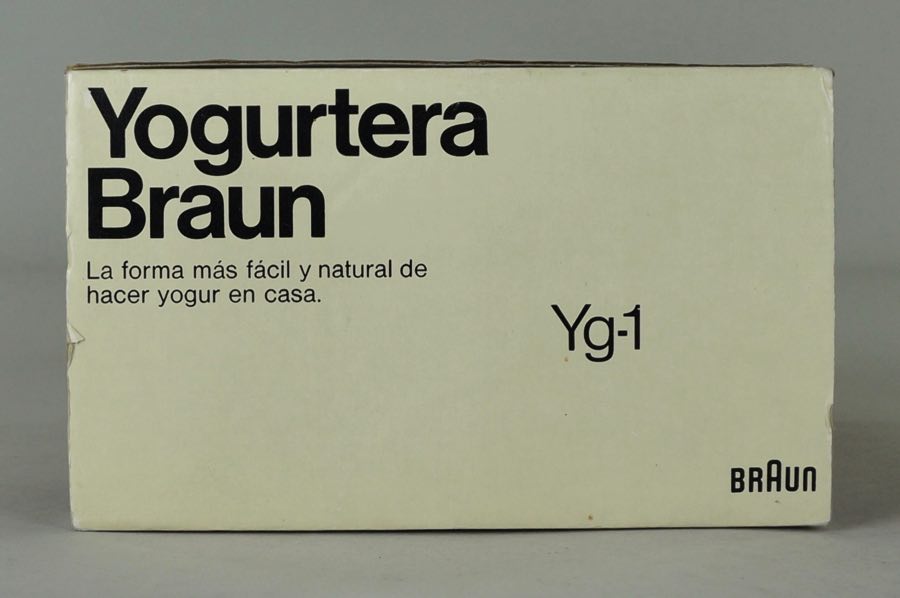 Yogurtera
Braun
La forma más fácil y natural de
hacer yogur en casa.
Yg-1
BRAUN